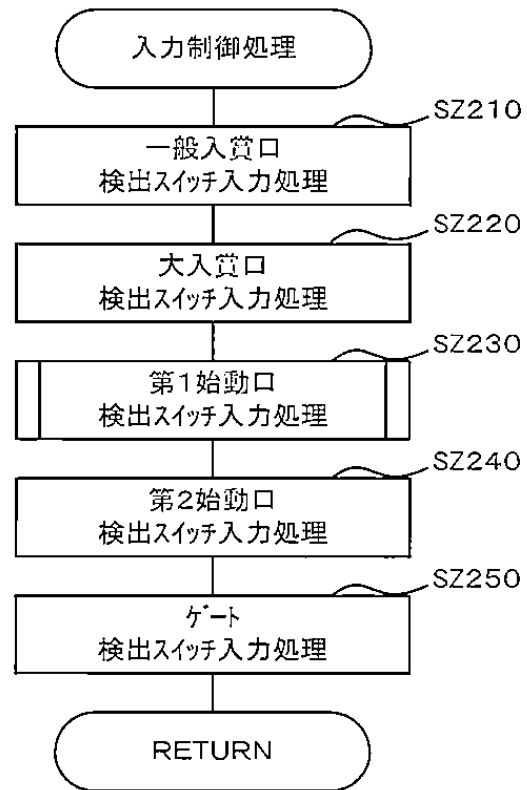 入力制御処理
SZ210
一般入賞口
検出スイッチ入力処理
SZ220
大入賞口
検出スイッチ入力処理
SZ230
第1始動口
検出スイッチ入力処理
SZ240
第2始動口
検出スイッチ入力処理
SZ250
ゲート
検出スイッチ入力処理
RETURN